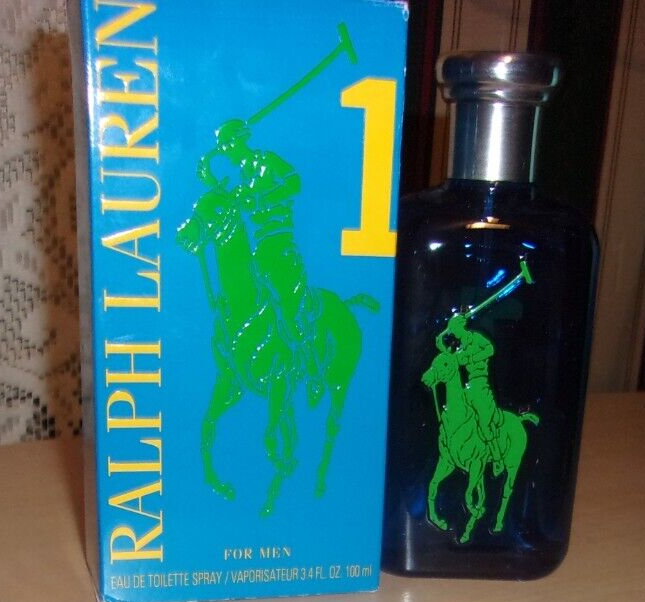 RALPH LAUREN
1
FOR MEN
EAU DE TOILETTE SPRAY / VAPORISATEUR 3.4 FL. OZ. 100 ml